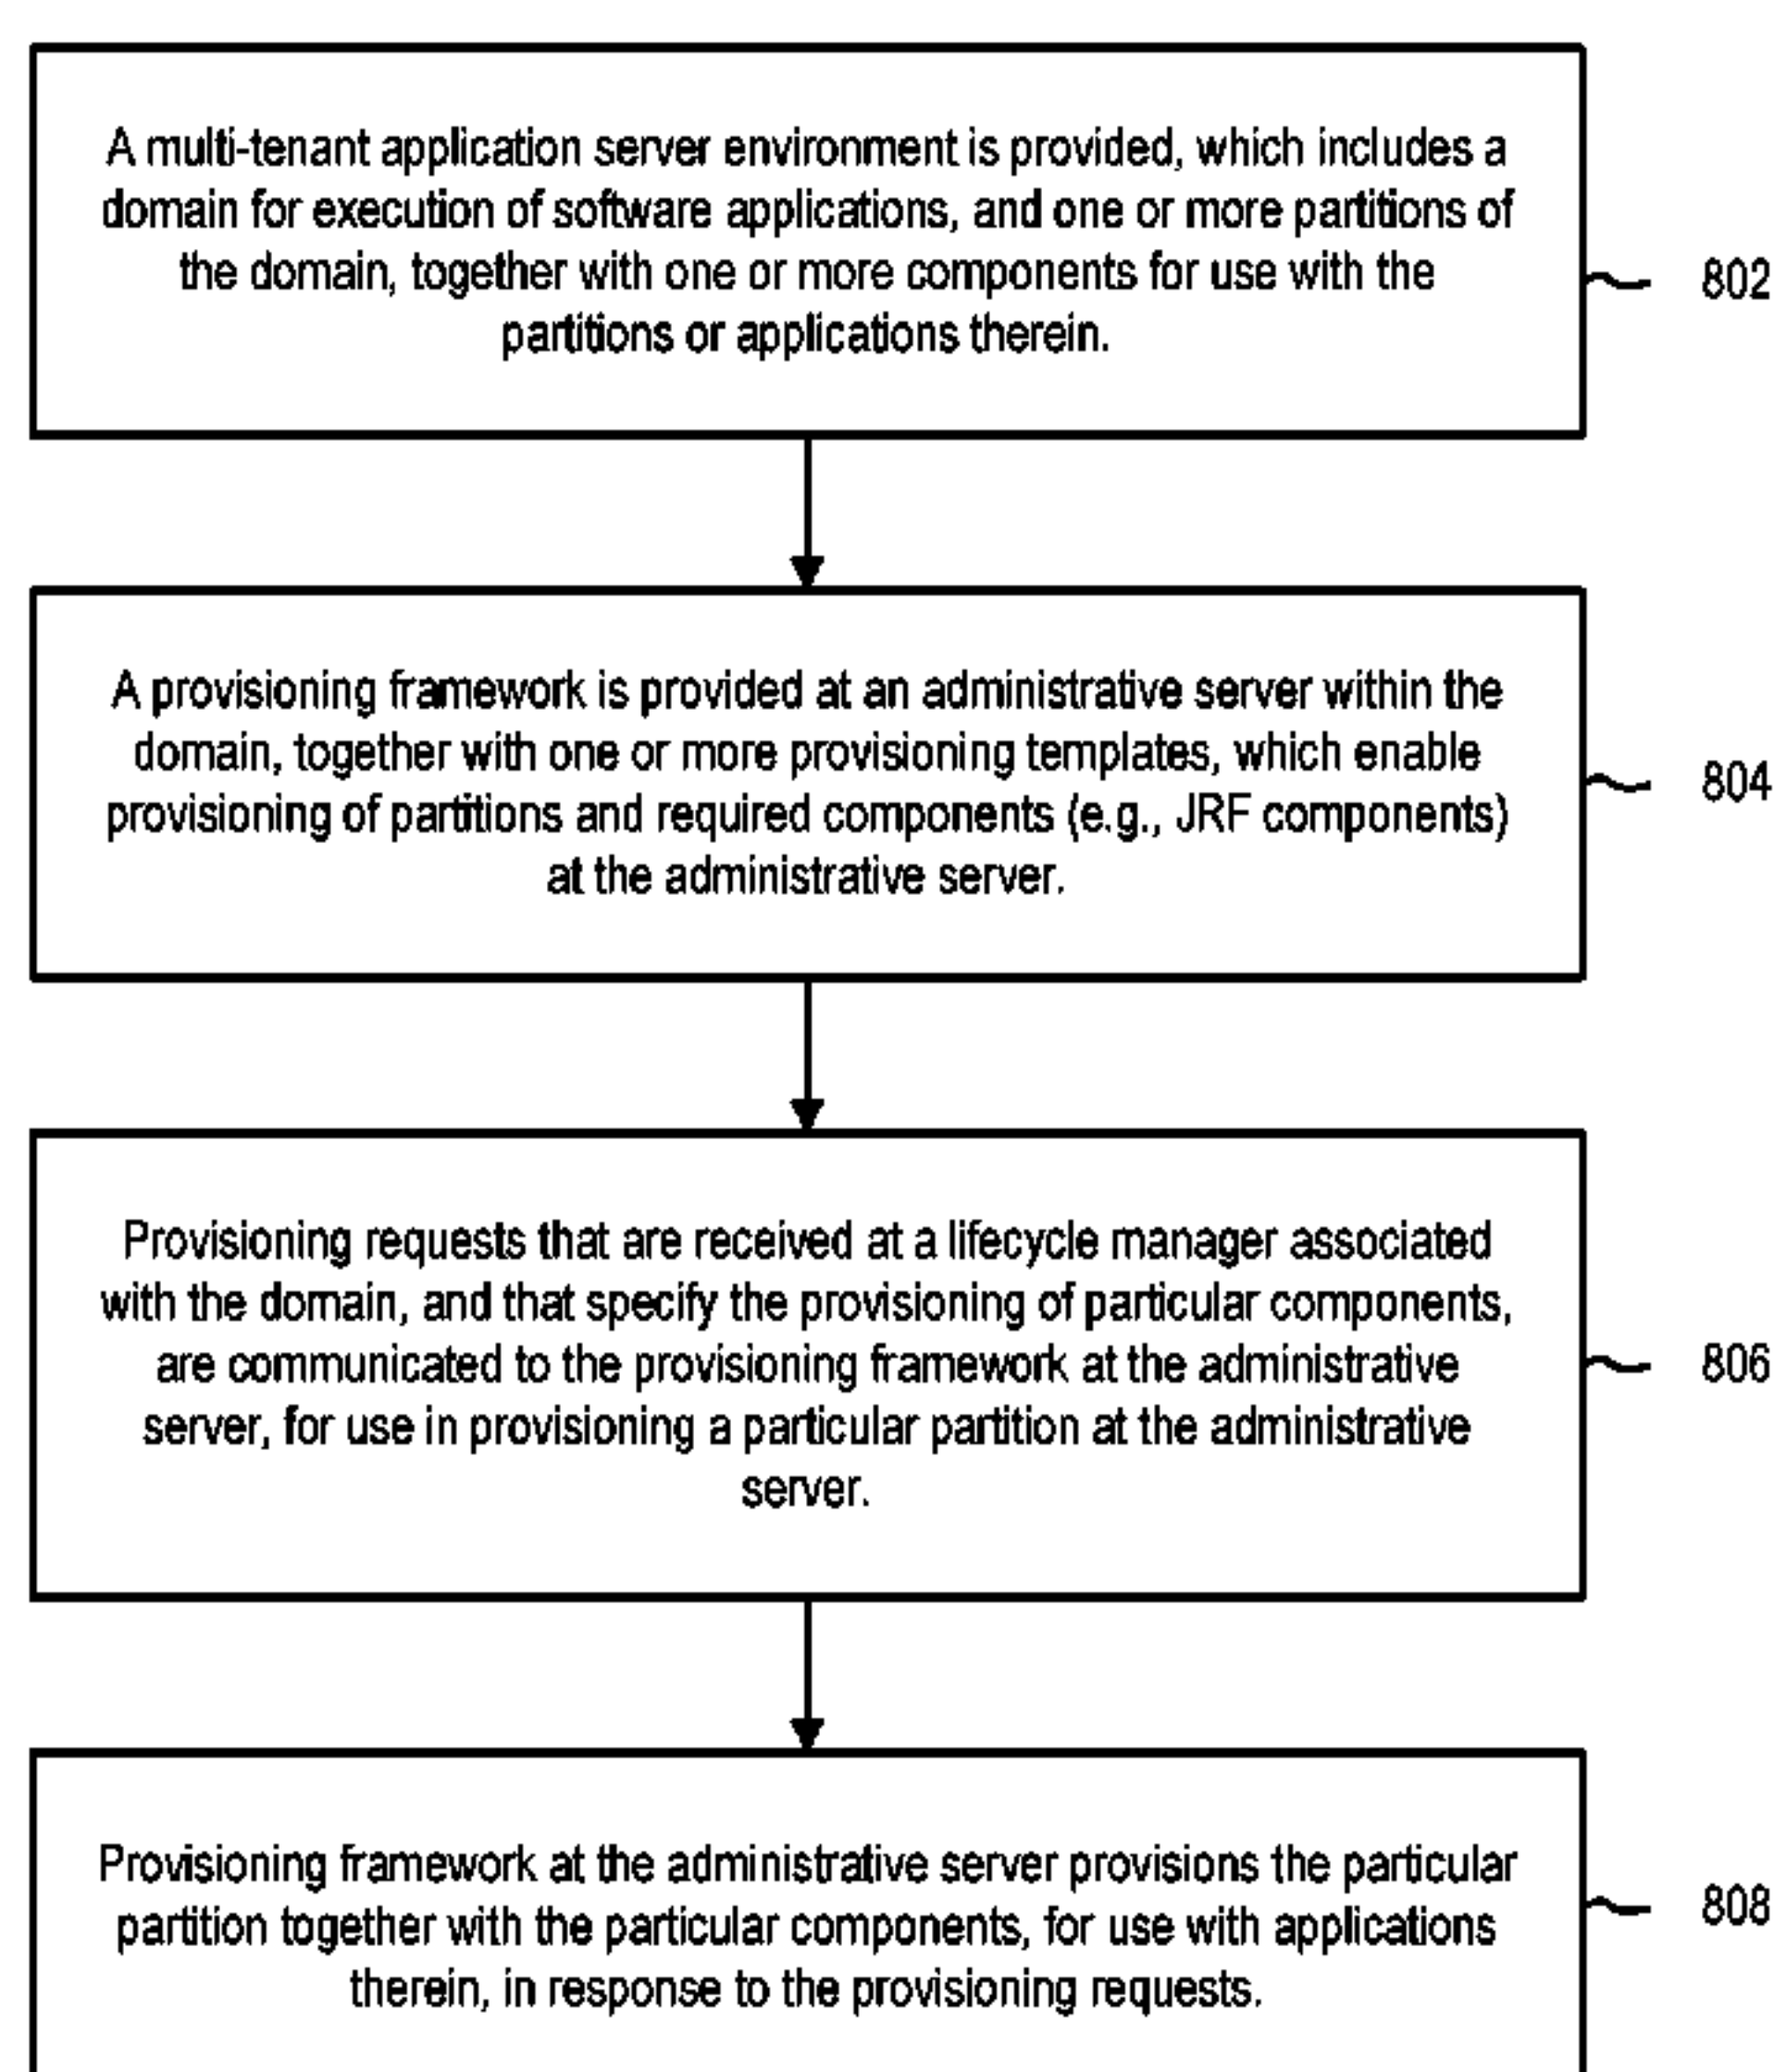 A multi-tenant application server environment is provided, which includes a
domain for execution of software applications, and one or more partitions of
the domain, together with one or more components for use with the
partitions or applications therein.
802
A provisioning framework is provided at an administrative server within the
domain, together with one or more provisioning templates, which enable
provisioning of partitions and required components (e.g., JRF components)
at the administrative server.
804
Provisioning requests that are received at a lifecycle manager associated
with the domain, and that specify the provisioning of particular components,
are communicated to the provisioning framework at the administrative
server, for use in provisioning a particular partition at the administrative
server.
806
Provisioning framework at the administrative server provisions the particular
partition together with the particular components, for use with applications
therein, in response to the provisioning requests.
808